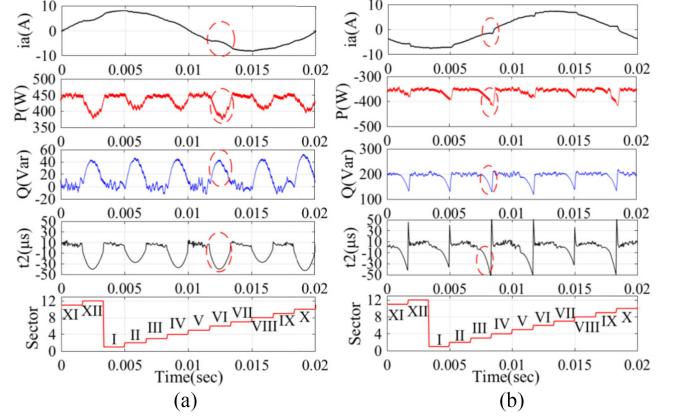 ia(A)
10
0
-10
0
0.005
0.01
0.015
0.02
P(W)
500
450
400
350
0
0.005
0.01
0.015
0.02
Q(Var)
60
40
20
0
-20
0
0.005
0.01
0.015
0.02
t2(μs)
50
30
10
-10
-30
-50
0
0.005
0.01
0.015
0.02
Sector
12
8
4
0
XI
XII
I
II
III
IV
V
VI
VII
VIII
IX
X
0
0.005
0.01
0.015
0.02
Time(sec)
(a)
ia(A)
10
0
-10
0
0.005
0.01
0.015
0.02
P(W)
-300
-400
-500
0
0.005
0.01
0.015
0.02
Q(Var)
300
200
100
0
0.005
0.01
0.015
0.02
t2(μs)
50
30
10
-10
-30
-50
0
0.005
0.01
0.015
0.02
Sector
12
8
4
0
XI
XII
I
II
III
IV
V
VI
VII
VIII
IX
X
0
0.005
0.01
0.015
0.02
Time(sec)
(b)